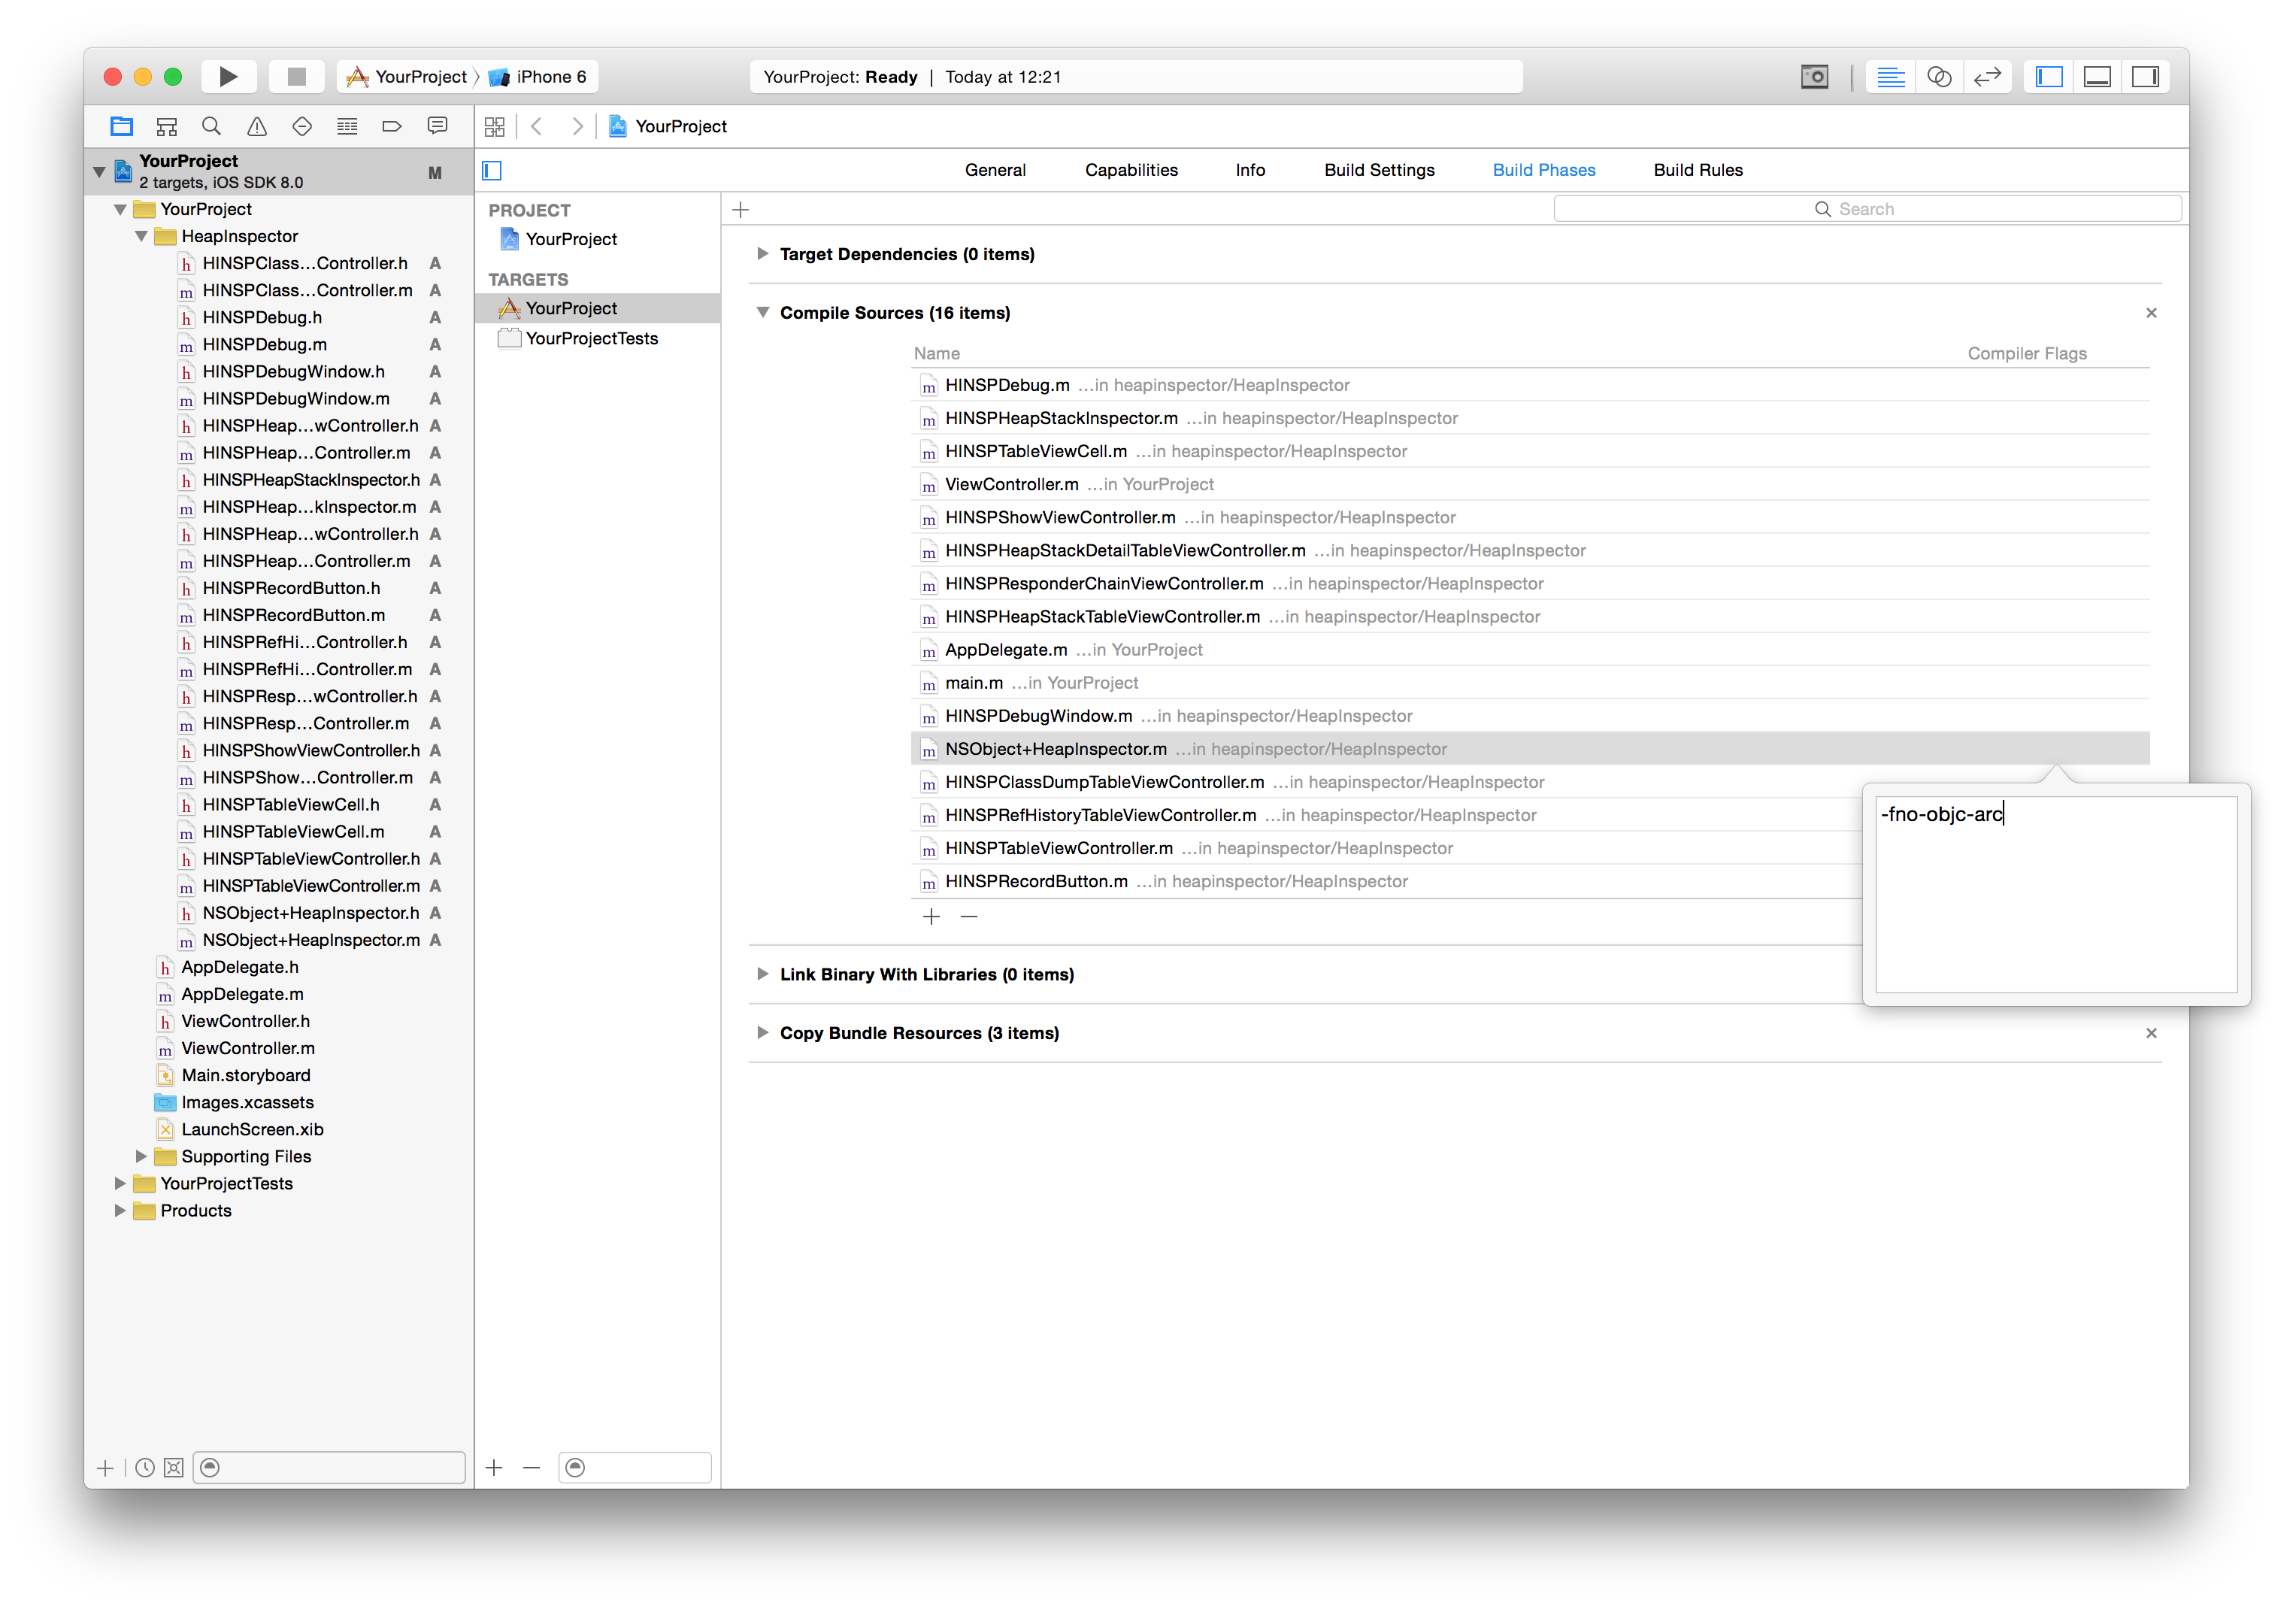 YourProject iPhone 6
YourProject: Ready | Today at 12:21
YourProject
YourProject
2 targets, iOS SDK 8.0
M
YourProject
HeapInspector
h HINSPClass…Controller.h A
m HINSPClass…Controller.m A
h HINSPDebug.h A
m HINSPDebug.m A
h HINSPDebugWindow.h A
m HINSPDebugWindow.m A
h HINSPHeap…wController.h A
m HINSPHeap…Controller.m A
h HINSPHeapStackInspector.h A
m HINSPHeap…kInspector.m A
h HINSPHeap…wController.h A
m HINSPHeap…Controller.m A
h HINSPRecordButton.h A
m HINSPRecordButton.m A
h HINSPRefHi…Controller.h A
m HINSPRefHi…Controller.m A
h HINSPResp…wController.h A
m HINSPResp…Controller.m A
h HINSPShowViewController.h A
m HINSPShow…Controller.m A
h HINSPTableViewCell.h A
m HINSPTableViewCell.m A
h HINSPTableViewController.h A
m HINSPTableViewController.m A
h NSObject+HeapInspector.h A
m NSObject+HeapInspector.m A
h AppDelegate.h
m AppDelegate.m
h ViewController.h
m ViewController.m
Main.storyboard
Images.xcassets
LaunchScreen.xib
Supporting Files
YourProjectTests
Products
General Capabilities Info Build Settings Build Phases Build Rules
PROJECT
YourProject
TARGETS
YourProject
YourProjectTests
Search
Target Dependencies (0 items)
Compile Sources (16 items)
Name Compiler Flags
m HINSPDebug.m …in heapinspector/HeapInspector
m HINSPHeapStackInspector.m …in heapinspector/HeapInspector
m HINSPTableViewCell.m …in heapinspector/HeapInspector
m ViewController.m …in YourProject
m HINSPShowViewController.m …in heapinspector/HeapInspector
m HINSPHeapStackDetailTableViewController.m …in heapinspector/HeapInspector
m HINSPResponderChainViewController.m …in heapinspector/HeapInspector
m HINSPHeapStackTableViewController.m …in heapinspector/HeapInspector
m AppDelegate.m …in YourProject
m main.m …in YourProject
m HINSPDebugWindow.m …in heapinspector/HeapInspector
m NSObject+HeapInspector.m …in heapinspector/HeapInspector
m HINSPClassDumpTableViewController.m …in heapinspector/HeapInspector
m HINSPRefHistoryTableViewController.m …in heapinspector/HeapInspector
m HINSPTableViewController.m …in heapinspector/HeapInspector
m HINSPRecordButton.m …in heapinspector/HeapInspector
-fno-objc-arc
Link Binary With Libraries (0 items)
Copy Bundle Resources (3 items)